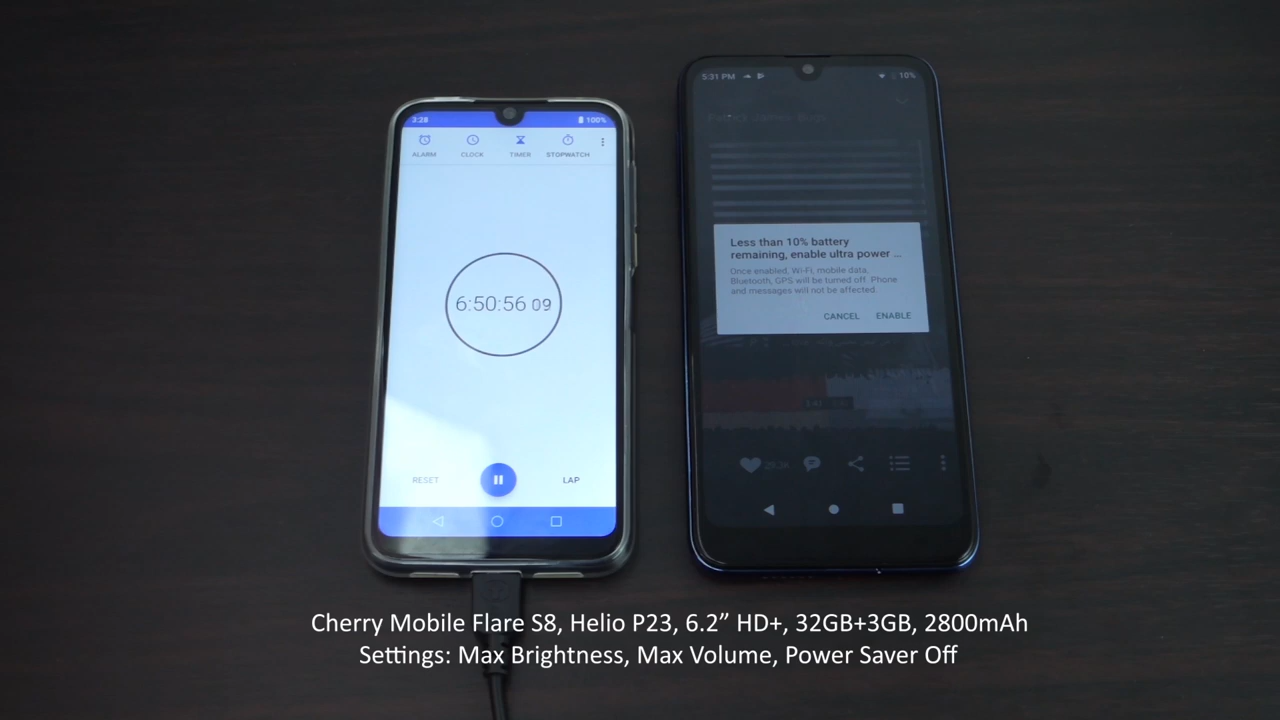 3:28
100%
ALARM
CLOCK
TIMER
STOPWATCH
6:50:56 09
RESET
LAP
5:31 PM
10%
Less than 10% battery
remaining, enable ultra power ...
Once enabled, Wi-Fi, mobile data,
Bluetooth, GPS will be turned off. Phone
and messages will not be affected.
CANCEL
ENABLE
29.3K
Cherry Mobile Flare S8, Helio P23, 6.2” HD+, 32GB+3GB, 2800mAh
Settings: Max Brightness, Max Volume, Power Saver Off